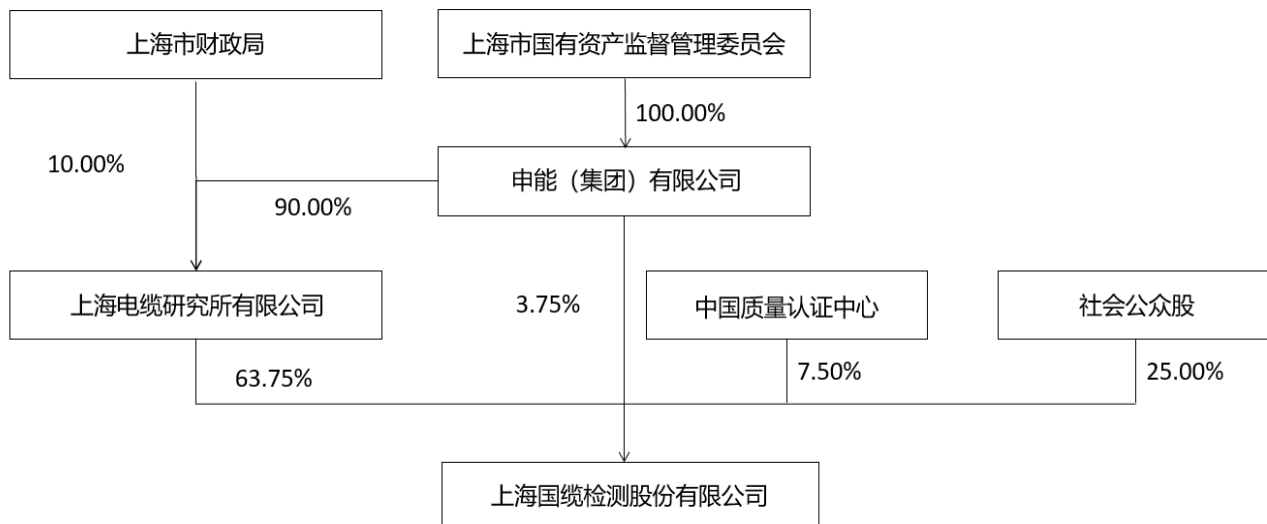 上海市财政局
上海市国有资产监督管理委员会
100.00%
10.00%
申能（集团）有限公司
90.00%
上海电缆研究所有限公司
3.75%
中国质量认证中心
社会公众股
63.75%
7.50%
25.00%
上海国缆检测股份有限公司